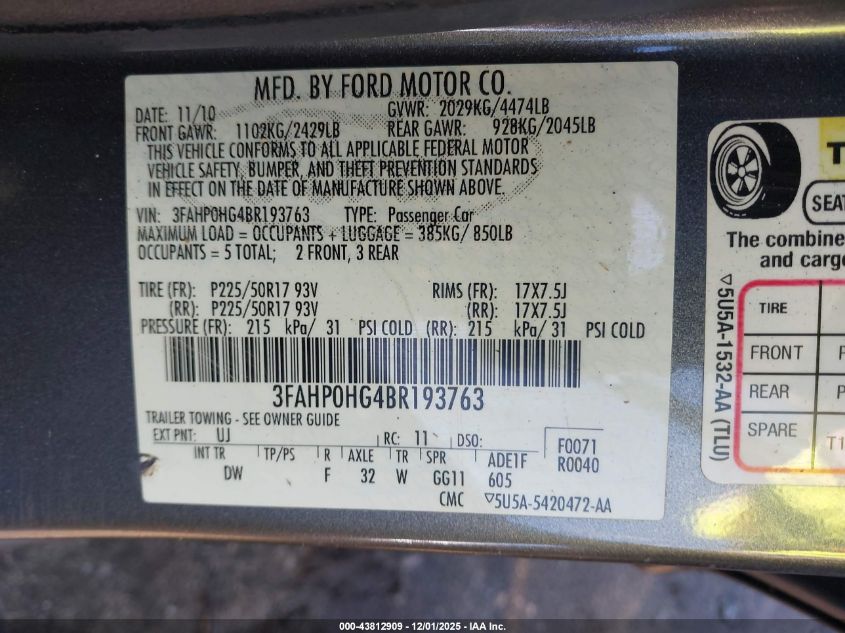 MFD. BY FORD MOTOR CO.
DATE: 11/10 GVWR: 2029KG/4474LB
FRONT GAWR: 1102KG/2429LB REAR GAWR: 928KG/2045LB
THIS VEHICLE CONFORMS TO ALL APPLICABLE FEDERAL MOTOR
VEHICLE SAFETY, BUMPER, AND THEFT PREVENTION STANDARDS
IN EFFECT ON THE DATE OF MANUFACTURE SHOWN ABOVE.
VIN: 3FAHP0HG4BR193763 TYPE: Passenger Car
MAXIMUM LOAD = OCCUPANTS + LUGGAGE = 385KG/ 850LB
OCCUPANTS = 5 TOTAL; 2 FRONT, 3 REAR
TIRE (FR): P225/50R17 93V RIMS (FR): 17X7.5J
(RR): P225/50R17 93V (RR): 17X7.5J
PRESSURE (FR): 215 kPa/ 31 PSI COLD (RR): 215 kPa/ 31 PSI COLD
3FAHP0HG4BR193763
TRAILER TOWING - SEE OWNER GUIDE
EXT PNT: UJ RC: 11 DSO: F0071
R0040
INT TR TP/PS R AXLE TR SPR ADE1F
DW F 32 W GG11 605
CMC ▽5U5A-5420472-AA
SEAT
The combine
and cargo
▽5U5A-1532-AA (TLU)
TIRE
FRONT
REAR
SPARE T1
000-43812909 - 12/01/2025 - IAA Inc.